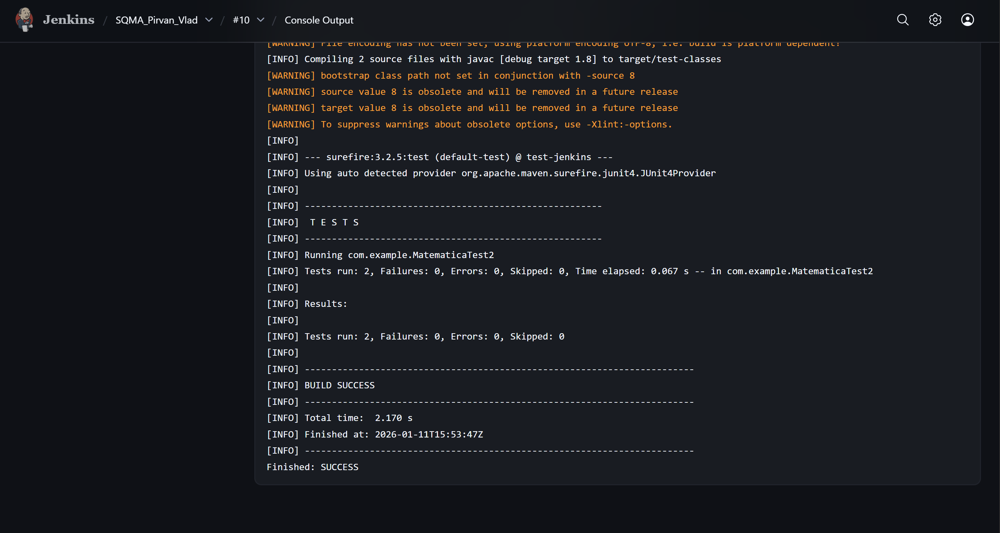 Jenkins / SQMA_Pirvan_Vlad / #10 / Console Output
[WARNING] File encoding has not been set, using platform encoding UTF-8, i.e. build is platform dependent!
[INFO] Compiling 2 source files with javac [debug target 1.8] to target/test-classes
[WARNING] bootstrap class path not set in conjunction with -source 8
[WARNING] source value 8 is obsolete and will be removed in a future release
[WARNING] target value 8 is obsolete and will be removed in a future release
[WARNING] To suppress warnings about obsolete options, use -Xlint:-options.
[INFO]
[INFO] --- surefire:3.2.5:test (default-test) @ test-jenkins ---
[INFO] Using auto detected provider org.apache.maven.surefire.junit4.JUnit4Provider
[INFO]
[INFO] -------------------------------------------------------
[INFO]  T E S T S
[INFO] -------------------------------------------------------
[INFO] Running com.example.MatematicaTest2
[INFO] Tests run: 2, Failures: 0, Errors: 0, Skipped: 0, Time elapsed: 0.067 s -- in com.example.MatematicaTest2
[INFO]
[INFO] Results:
[INFO]
[INFO] Tests run: 2, Failures: 0, Errors: 0, Skipped: 0
[INFO]
[INFO] ------------------------------------------------------------------------
[INFO] BUILD SUCCESS
[INFO] ------------------------------------------------------------------------
[INFO] Total time:  2.170 s
[INFO] Finished at: 2026-01-11T15:53:47Z
[INFO] ------------------------------------------------------------------------
Finished: SUCCESS